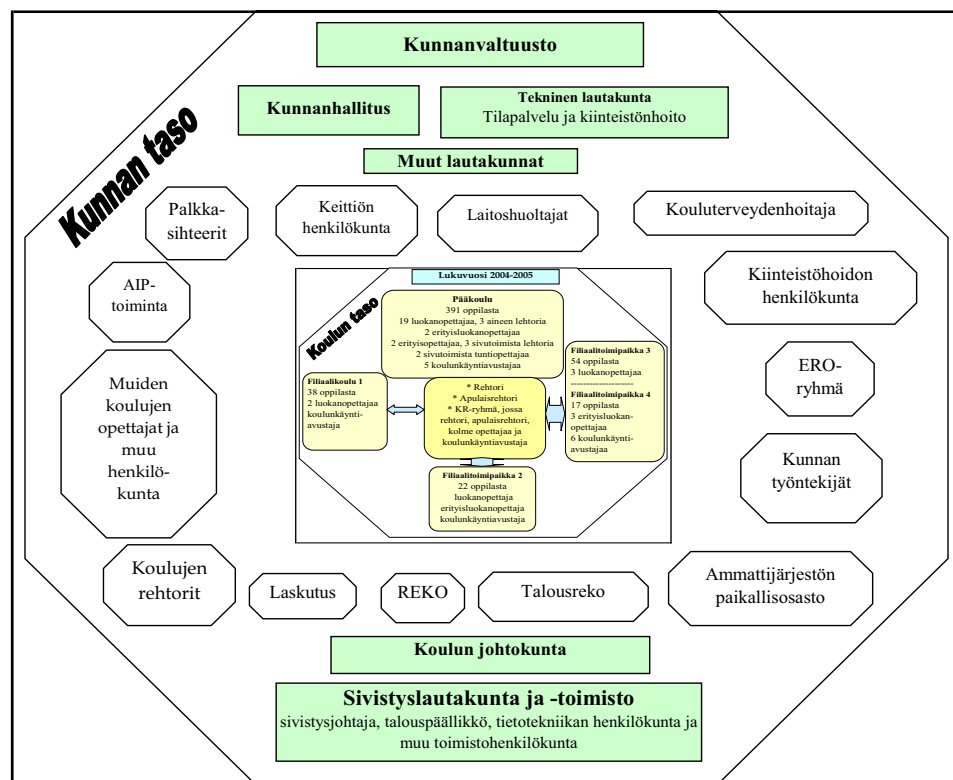 Kunnanvaltuusto
Kunnan taso
Kunnanhallitus
Tekninen lautakunta
Tilapalvelu ja kiinteistönhoito
Muut lautakunnat
Palkka-
sihteerit
Keittiön
henkilökunta
Laitoshuoltajat
Kouluterveydenhoitaja
AIP-
toiminta
Kiinteistöhoidon
henkilökunta
Lukuvuosi 2004-2005
Koulun taso
Pääkoulu
391 oppilasta
19 luokanopettajaa, 3 aineen lehtoria
2 erityisluokanopettajaa
2 erityisopettajaa, 3 sivutoimista lehtoria
2 sivutoimista tuntiopettajaa
5 koulunkäyntiavustajaa
Filiaalikoulu 1
38 oppilasta
2 luokanopettajaa
koulunkäynti-
avustaja
* Rehtori
* Apulaisrehtori
* KR-ryhmä, jossa
rehtori, apulaisrehtori,
kolme opettajaa ja
koulunkäyntiavustaja
Filiaalitoimipaikka 3
54 oppilasta
3 luokanopettajaa
---------------------
Filiaalitoimipaikka 4
17 oppilasta
3 erityisluokan-
opettajaa
6 koulunkäynti-
avustajaa
Filiaalitoimipaikka 2
22 oppilasta
luokanopettaja
erityisluokanopettaja
koulunkäyntiavustaja
Muiden
koulujen
opettajat ja
muu
henkilö-
kunta
ERO-
ryhmä
Kunnan
työntekijät
Koulujen
rehtorit
Laskutus
REKO
Talousreko
Ammattijärjestön
paikallisosasto
Koulun johtokunta
Sivistyslautakunta ja -toimisto
sivistysjohtaja, talouspäällikkö, tietotekniikan henkilökunta ja
muu toimistohenkilökunta